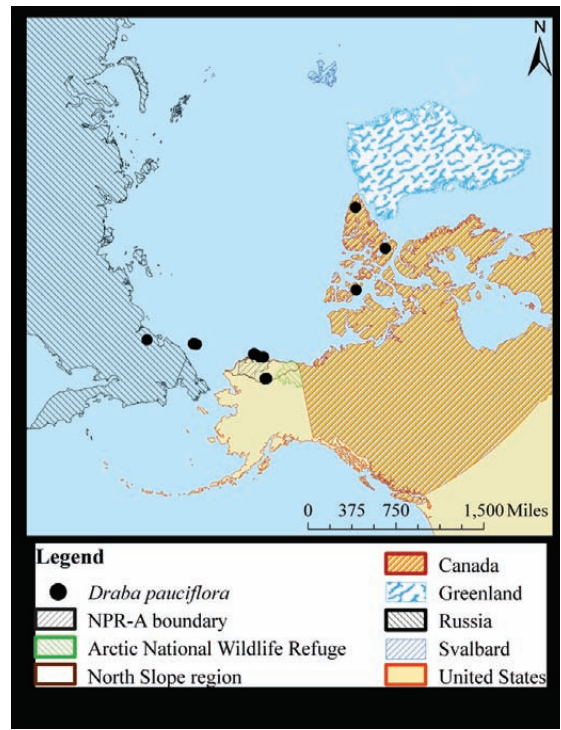 N
0 375 750 1,500 Miles
Legend
Draba pauciflora
NPR-A boundary
Arctic National Wildlife Refuge
North Slope region
Canada
Greenland
Russia
Svalbard
United States